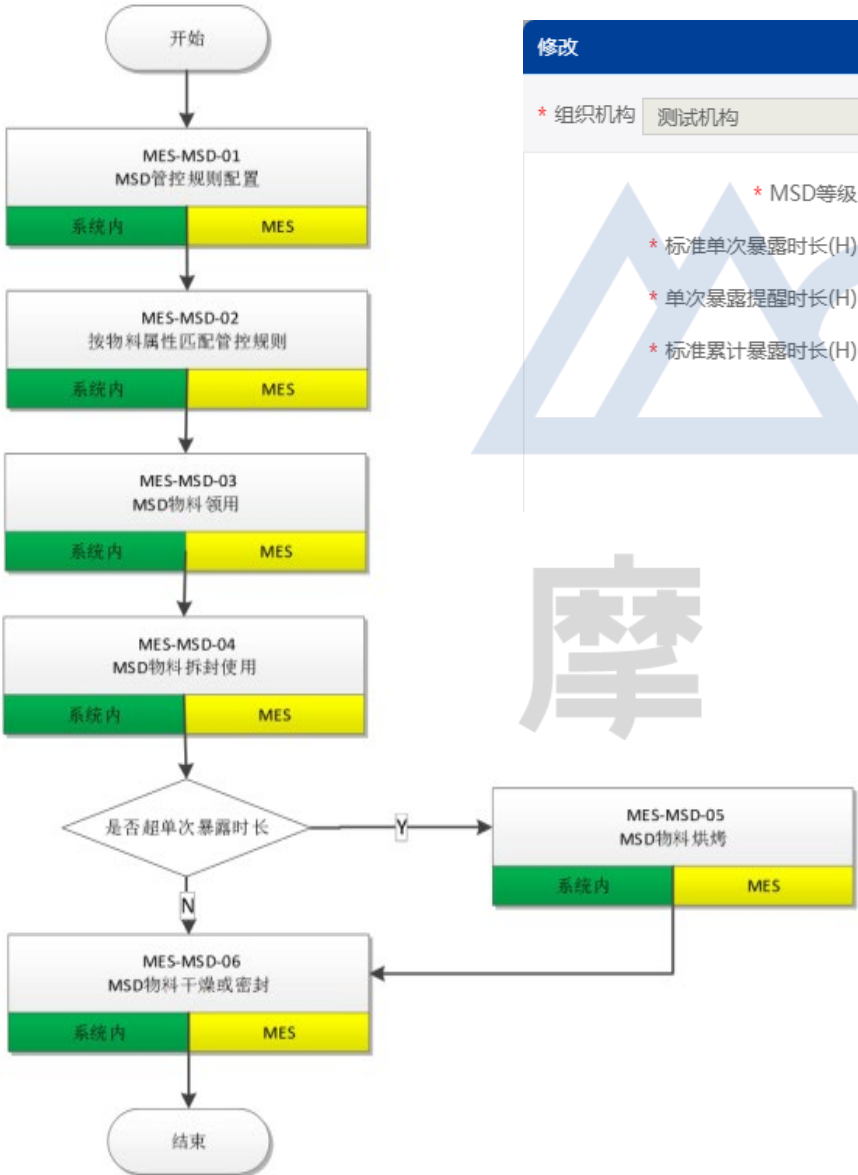 开始
MES-MSD-01
MSD管控规则配置
系统内 MES
MES-MSD-02
按物料属性匹配管控规则
系统内 MES
MES-MSD-03
MSD物料领用
系统内 MES
MES-MSD-04
MSD物料拆封使用
系统内 MES
是否超单次暴露时长
Y
MES-MSD-05
MSD物料烘烤
系统内 MES
N
MES-MSD-06
MSD物料干燥或密封
系统内 MES
结束
修改
* 组织机构 测试机构
* MSD等级
* 标准单次暴露时长(H)
* 单次暴露提醒时长(H)
* 标准累计暴露时长(H)
摩